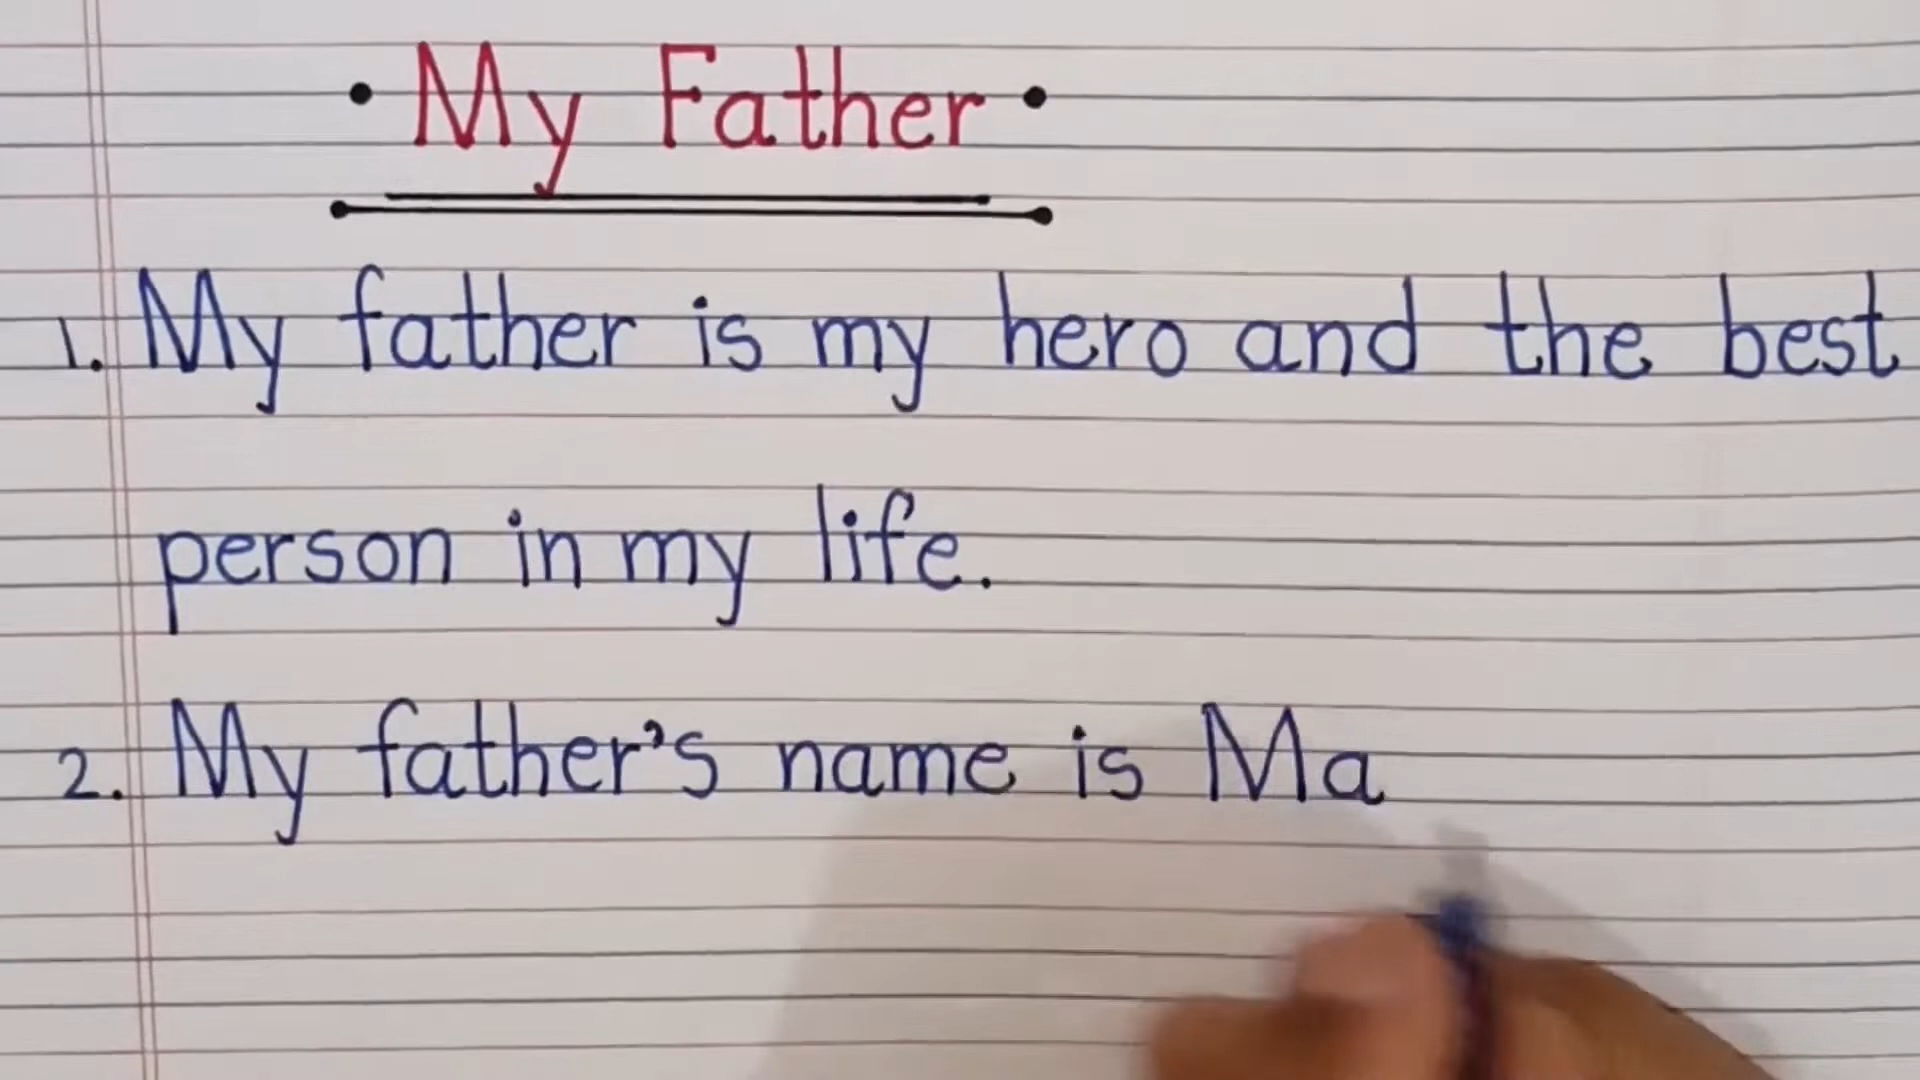 • My Father •
1. My father is my hero and the best
person in my life.
2. My father's name is Ma